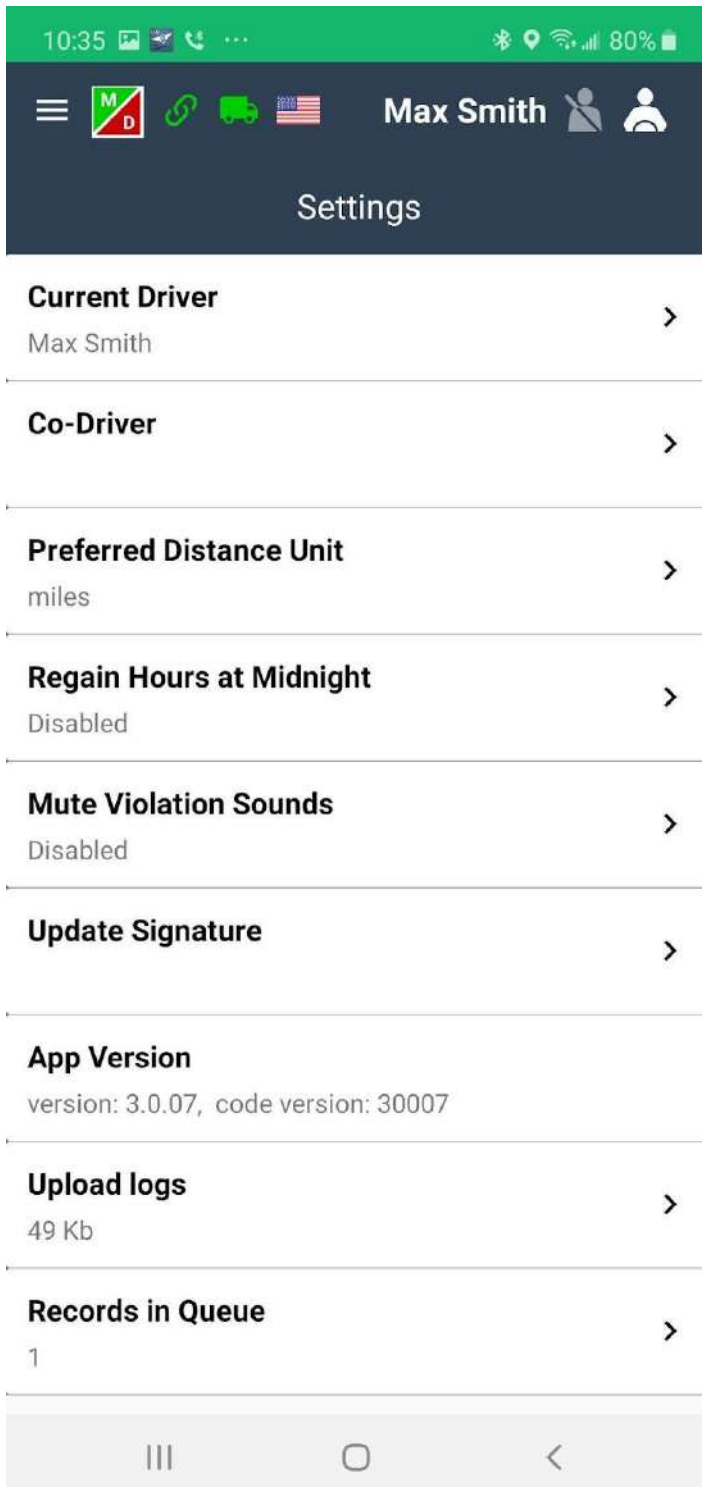 10:35 80%
M D Max Smith
Settings
Current Driver
Max Smith
Co-Driver
Preferred Distance Unit
miles
Regain Hours at Midnight
Disabled
Mute Violation Sounds
Disabled
Update Signature
App Version
version: 3.0.07, code version: 30007
Upload logs
49 Kb
Records in Queue
1